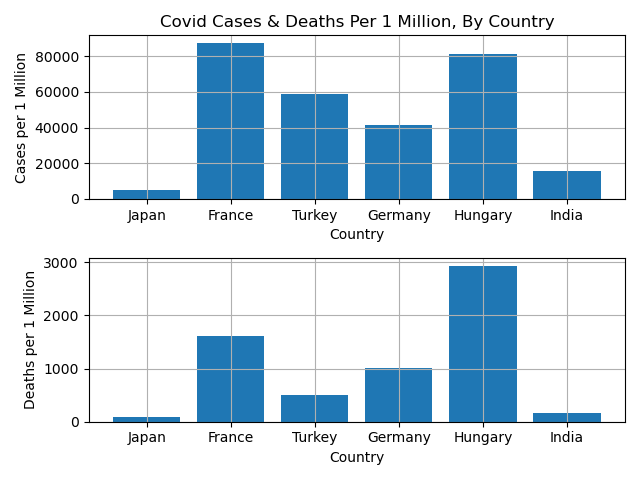 Covid Cases & Deaths Per 1 Million, By Country
Cases per 1 Million
80000
60000
40000
20000
0
Japan France Turkey Germany Hungary India
Country
Deaths per 1 Million
3000
2000
1000
0
Japan France Turkey Germany Hungary India
Country